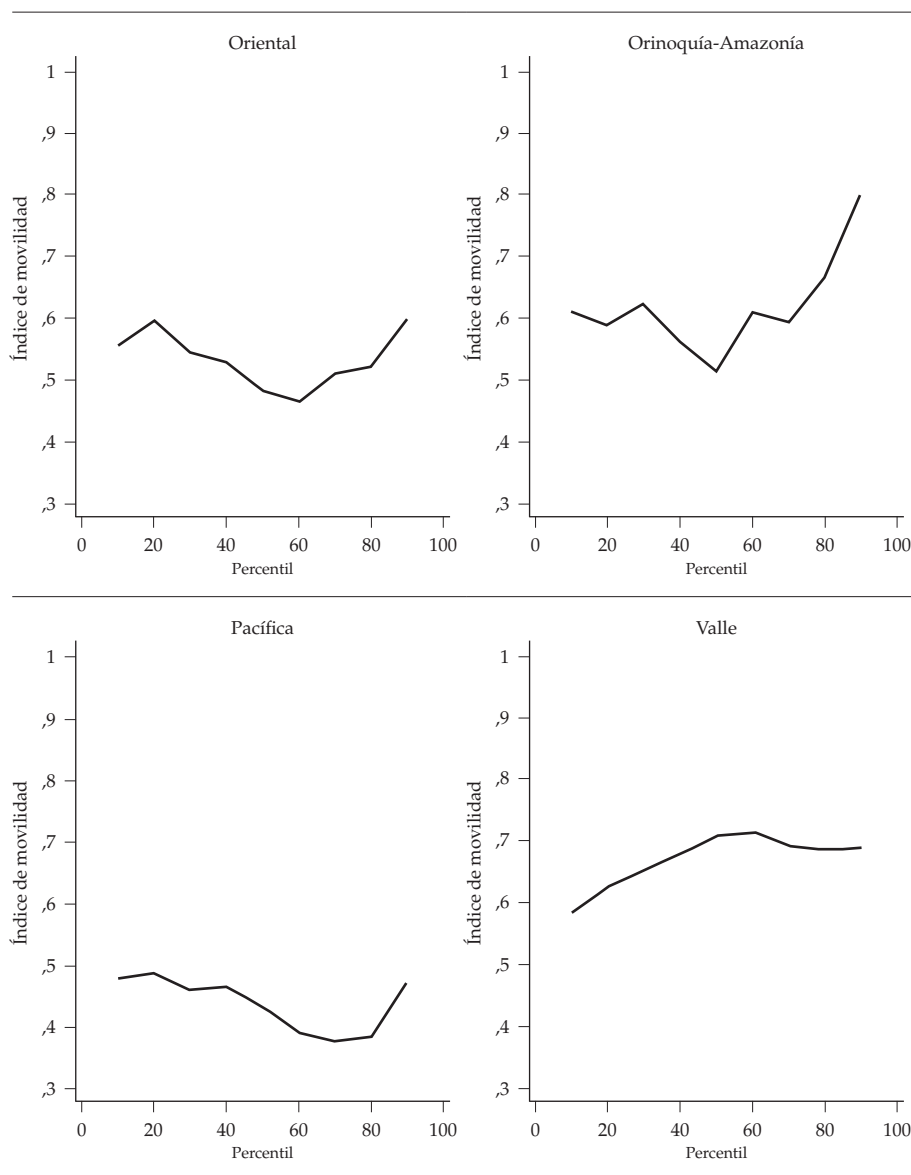 Oriental
Índice de movilidad
1
,9
,8
,7
,6
,5
,4
,3
0 20 40 60 80 100
Percentil
Orinoquía-Amazonía
Índice de movilidad
1
,9
,8
,7
,6
,5
,4
,3
0 20 40 60 80 100
Percentil
Pacífica
Índice de movilidad
1
,9
,8
,7
,6
,5
,4
,3
0 20 40 60 80 100
Percentil
Valle
Índice de movilidad
1
,9
,8
,7
,6
,5
,4
,3
0 20 40 60 80 100
Percentil